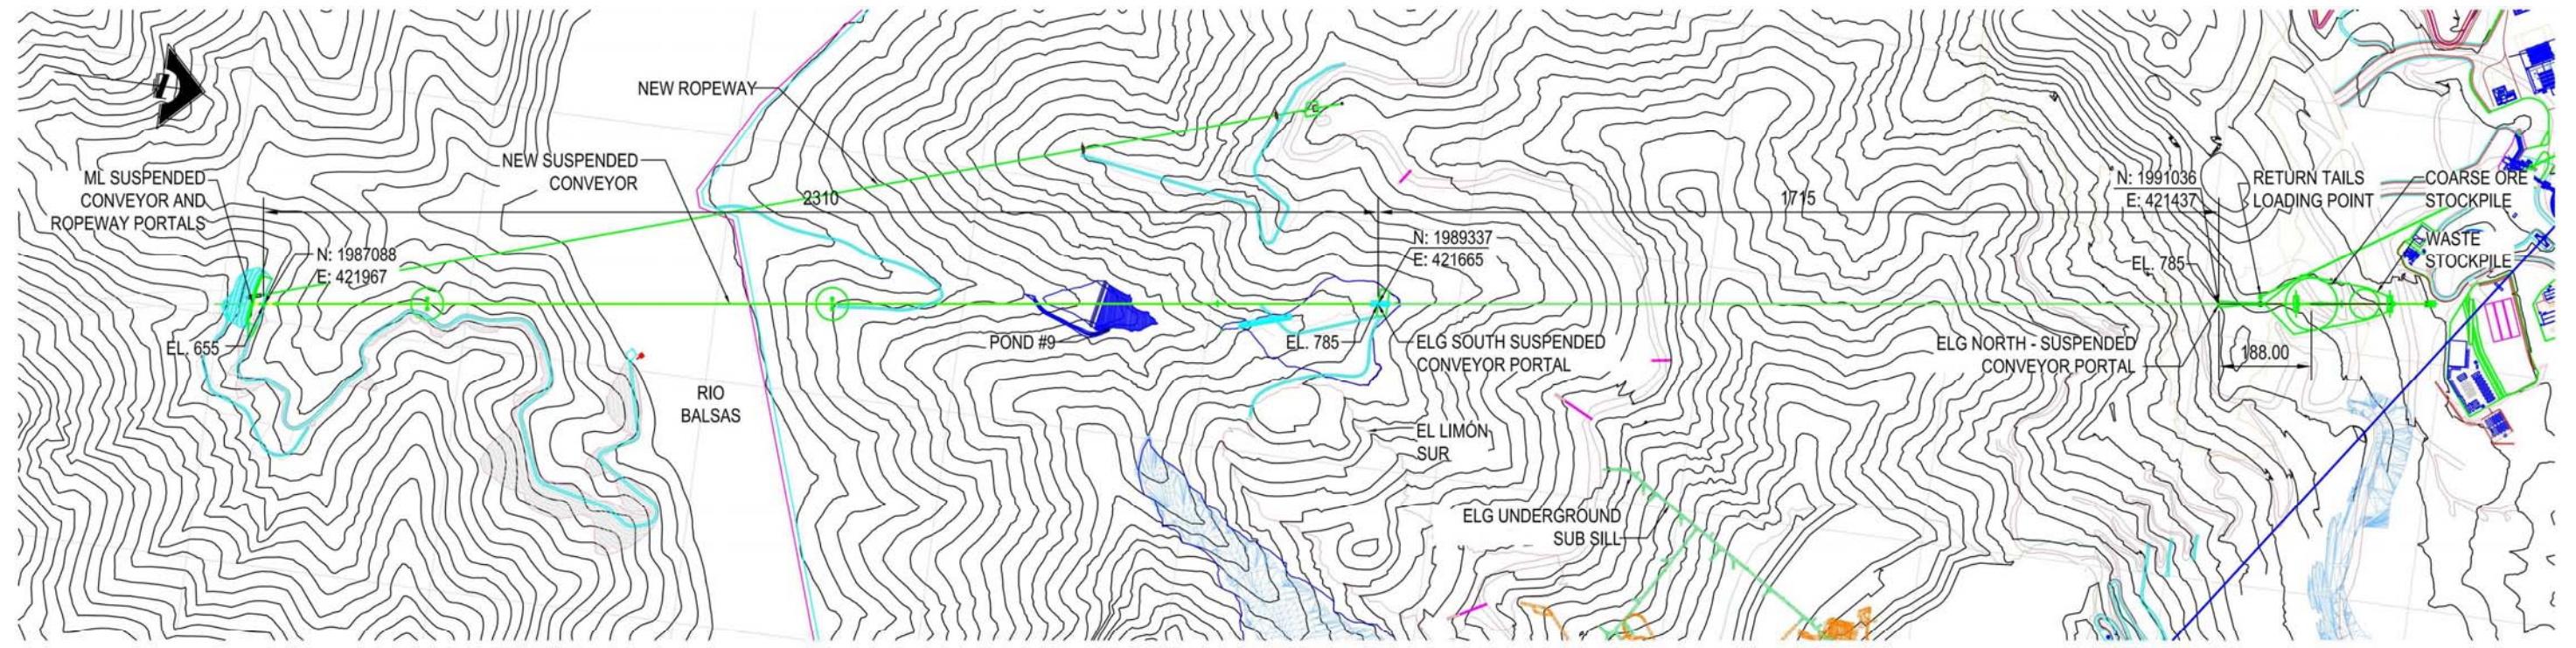 NEW ROPEWAY
NEW SUSPENDED
CONVEYOR
ML SUSPENDED
CONVEYOR AND
ROPEWAY PORTALS
N: 1987088
E: 421967
EL. 655
2310
RIO
BALSAS
POND #9
EL. 785
N: 1989337
E: 421665
ELG SOUTH SUSPENDED
CONVEYOR PORTAL
EL LIMÓN
SUR
ELG UNDERGROUND
SUB SILL
1715
N: 1991036
E: 421437
EL. 785
ELG NORTH - SUSPENDED
CONVEYOR PORTAL
188.00
RETURN TAILS
LOADING POINT
COARSE ORE
STOCKPILE
WASTE
STOCKPILE